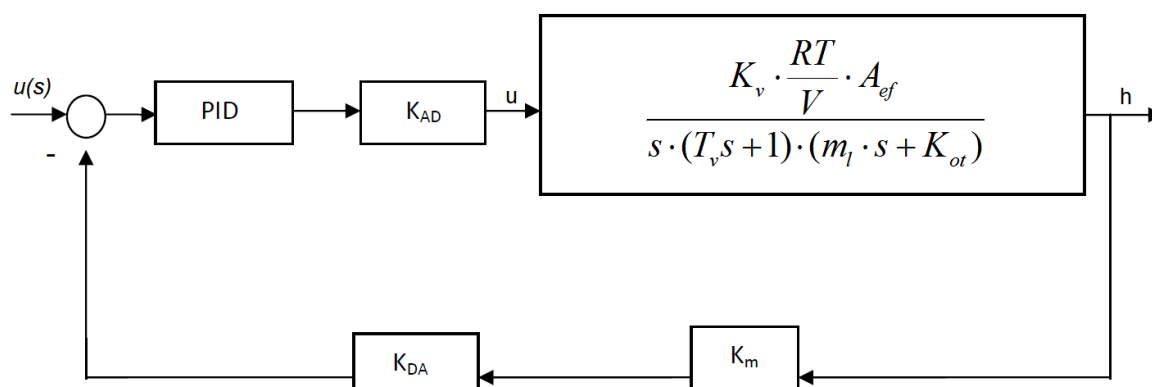 u(s)
-
PID
K_AD
u
K_v · RT/V · A_ef
s · (T_v s + 1) · (m_l · s + K_ot)
h
K_DA
K_m